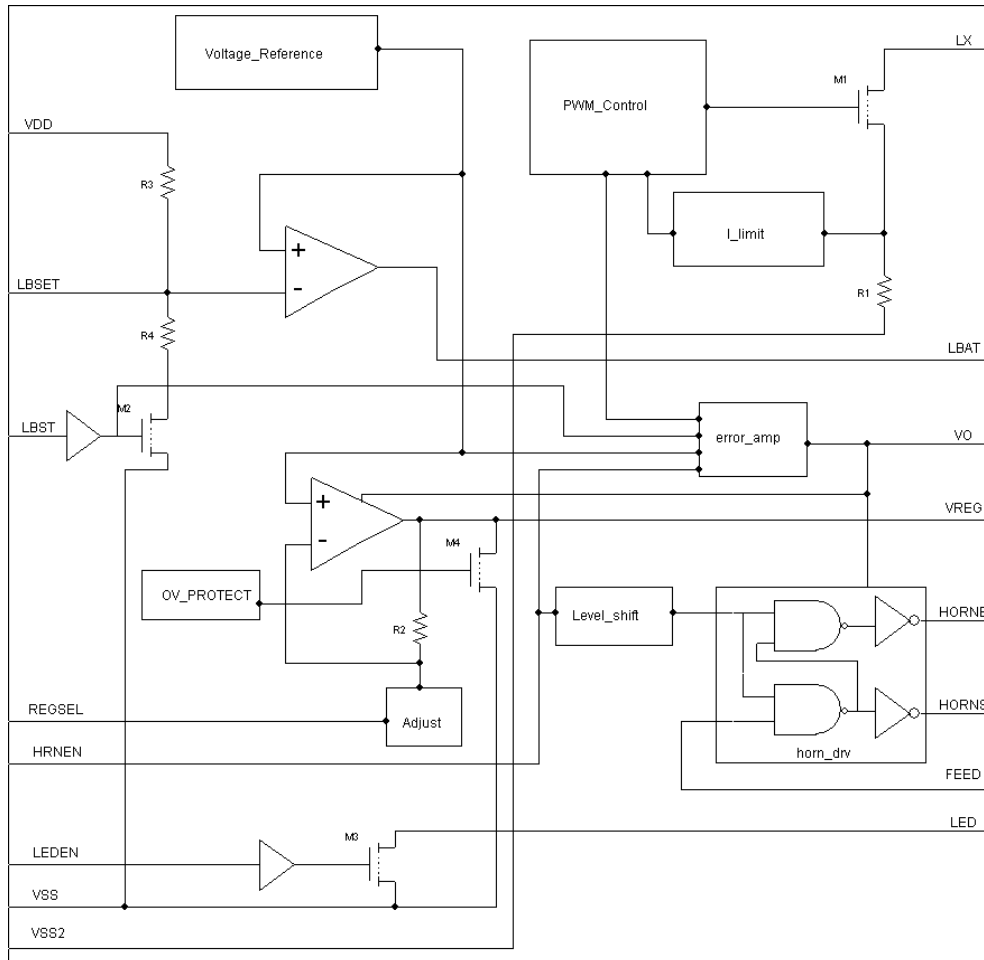 Voltage_Reference
PWM_Control
M1
LX
VDD
R3
+
I_limit
-
LBSET
R1
R4
LBAT
M2
LBST
error_amp
VO
+
VREG
-
M4
OV_PROTECT
Level_shift
HORNB
R2
REGSEL
Adjust
HORNS
HRNEN
horn_drv
FEED
M3
LED
LEDEN
VSS
VSS2